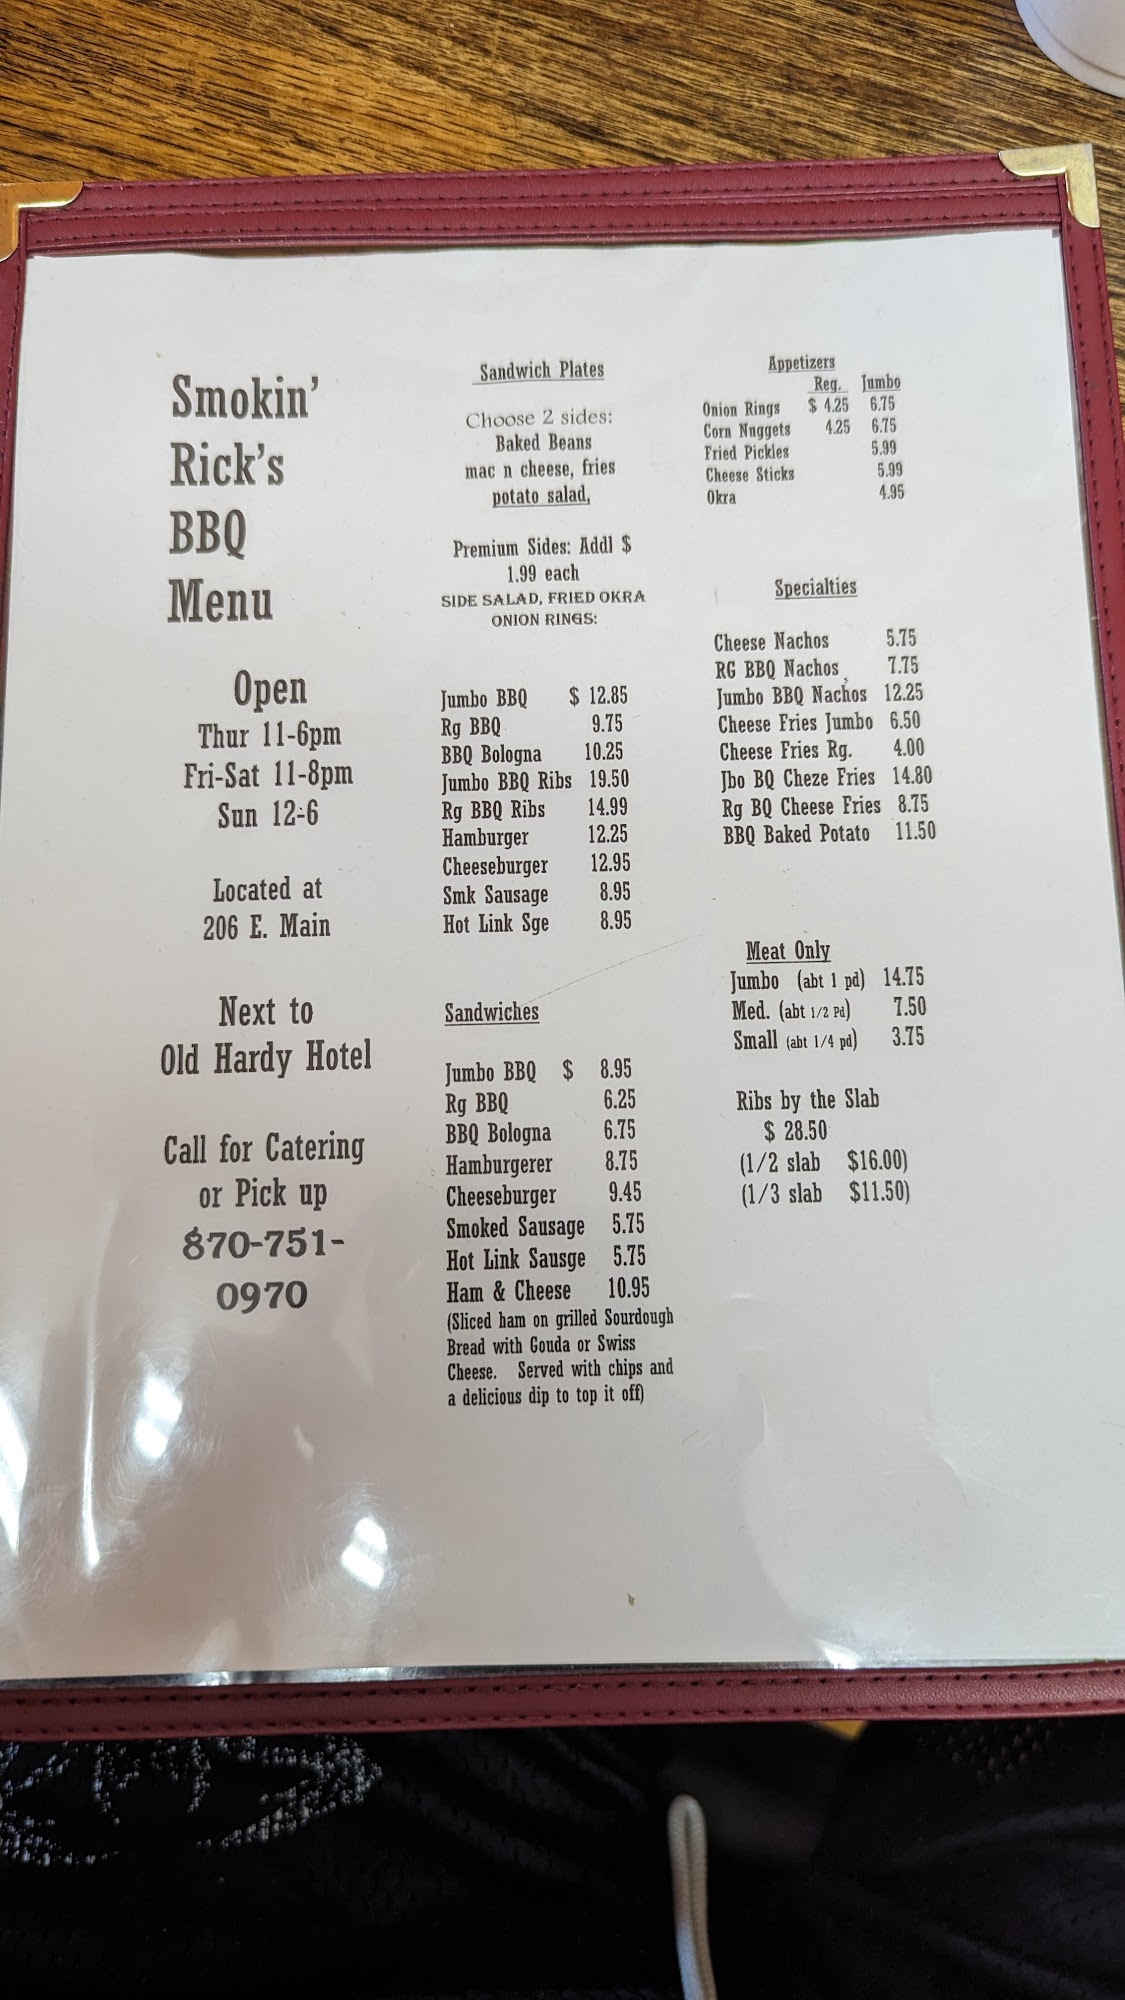 Smokin'
Rick's
BBQ
Menu
Open
Thur 11-6pm
Fri-Sat 11-8pm
Sun 12-6
Located at
206 E. Main
Next to
Old Hardy Hotel
Call for Catering
or Pick up
870-751-
0970
Sandwich Plates
Choose 2 sides:
Baked Beans
mac n cheese, fries
potato salad,
Premium Sides: Addl $
1.99 each
SIDE SALAD, FRIED OKRA
ONION RINGS:
Jumbo BBQ $ 12.85
Rg BBQ 9.75
BBQ Bologna 10.25
Jumbo BBQ Ribs 19.50
Rg BBQ Ribs 14.99
Hamburger 12.25
Cheeseburger 12.95
Smk Sausage 8.95
Hot Link Sge 8.95
Sandwiches
Jumbo BBQ $ 8.95
Rg BBQ 6.25
BBQ Bologna 6.75
Hamburgerer 8.75
Cheeseburger 9.45
Smoked Sausage 5.75
Hot Link Sausge 5.75
Ham & Cheese 10.95
(Sliced ham on grilled Sourdough
Bread with Gouda or Swiss
Cheese. Served with chips and
a delicious dip to top it off)
Appetizers
Reg. Jumbo
Onion Rings $ 4.25 6.75
Corn Nuggets 4.25 6.75
Fried Pickles 5.99
Cheese Sticks 5.99
Okra 4.95
Specialties
Cheese Nachos 5.75
RG BBQ Nachos 7.75
Jumbo BBQ Nachos 12.25
Cheese Fries Jumbo 6.50
Cheese Fries Rg. 4.00
Jbo BQ Cheze Fries 14.80
Rg BQ Cheese Fries 8.75
BBQ Baked Potato 11.50
Meat Only
Jumbo (abt 1 pd) 14.75
Med. (abt 1/2 Pd) 7.50
Small (abt 1/4 pd) 3.75
Ribs by the Slab
$ 28.50
(1/2 slab $16.00)
(1/3 slab $11.50)